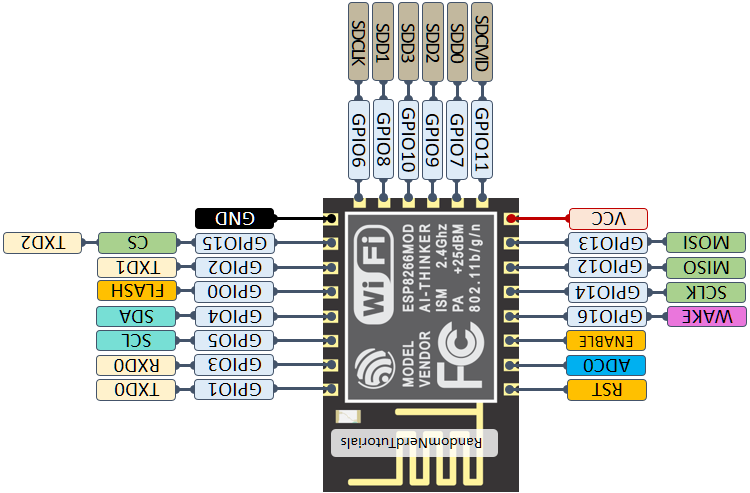 SDCLK SDD1 SDD3 SDD2 SDD0 SDCMD
GPIO6 GPIO8 GPIO10 GPIO9 GPIO7 GPIO11
GND
VCC
TXD2 CS GPIO15
GPIO13 MOSI
TXD1 GPIO2
GPIO12 MISO
FLASH GPIO0
GPIO14 SCLK
SDA GPIO4
GPIO16 WAKE
SCL GPIO5
ENABLE
RXD0 GPIO3
ADC0
TXD0 GPIO1
RST
WiFi
MODEL ESP8266MOD
VENDOR AI-THINKER
ISM 2.4Ghz
PA +25dBM
802.11b/g/n
FC
RandomNerdTutorials